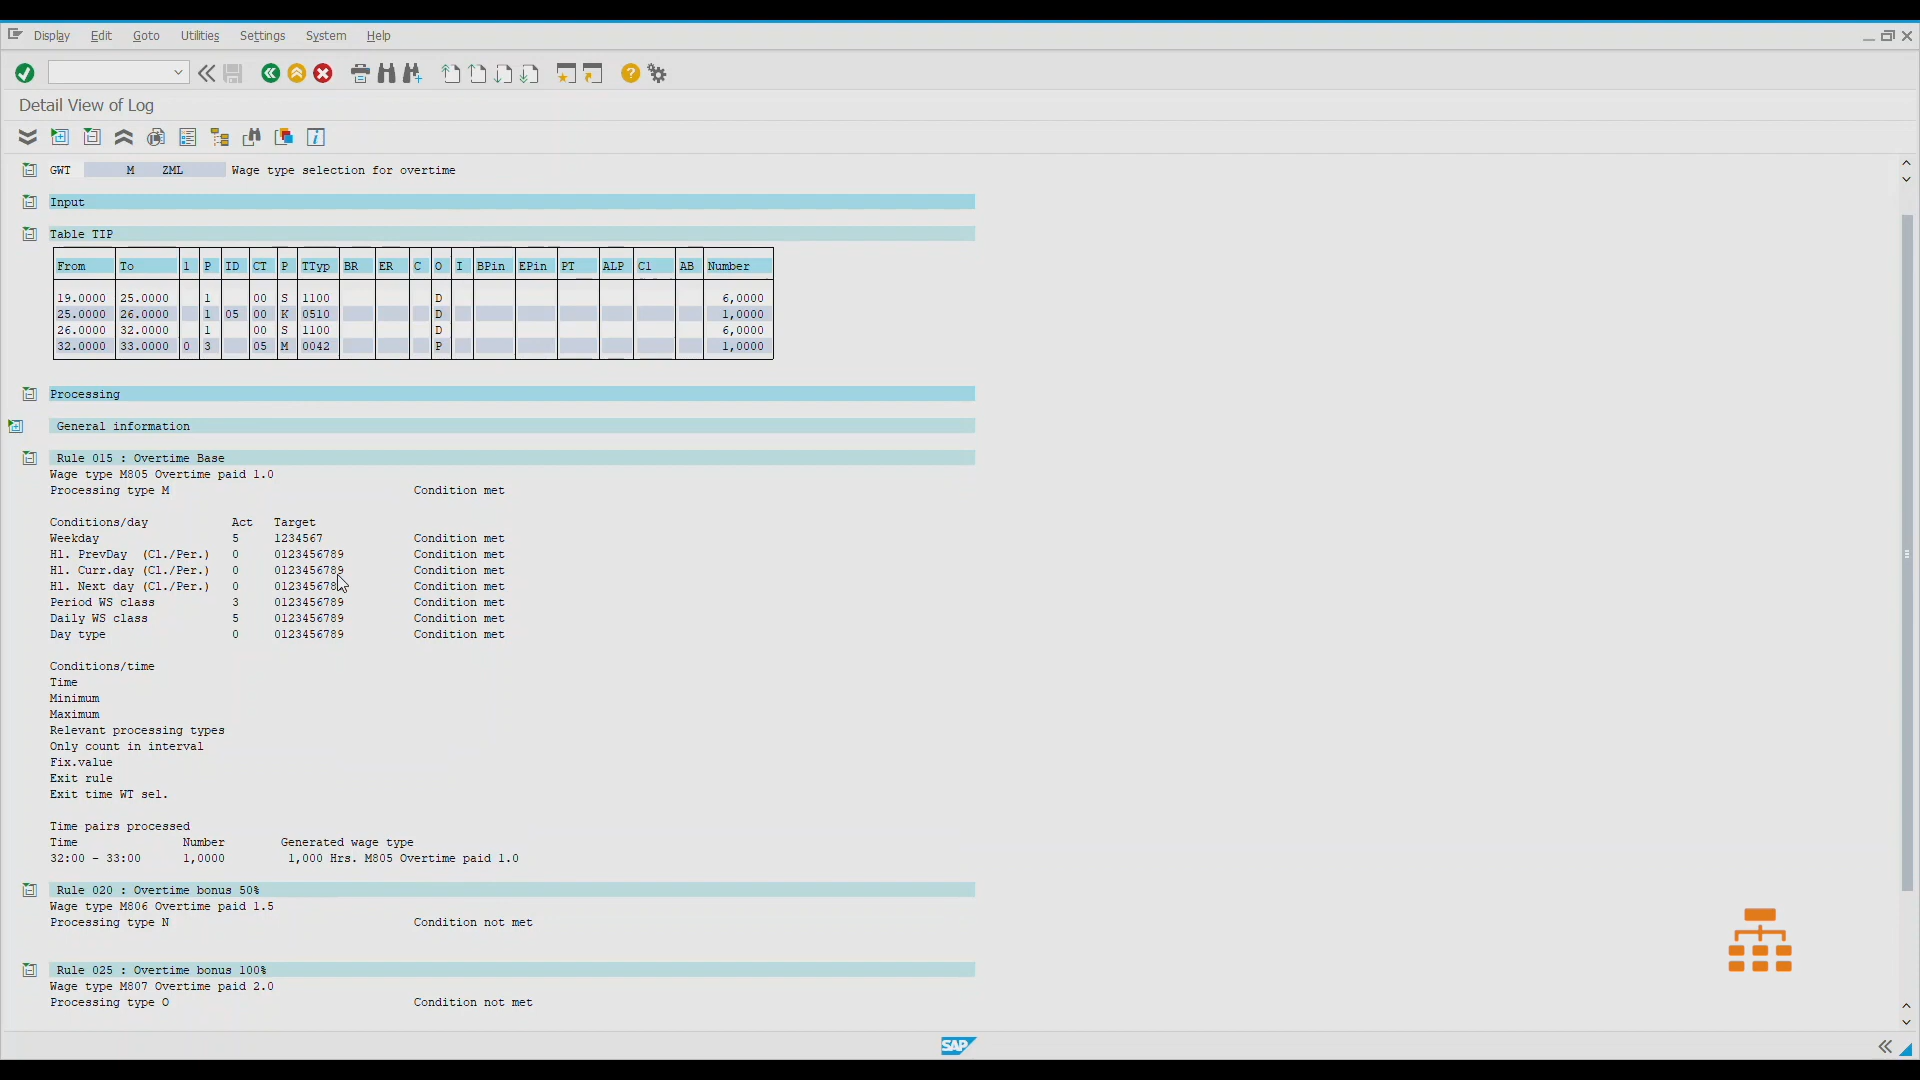 Display Edit Goto Utilities Settings System Help
Detail View of Log
GWT M ZML Wage type selection for overtime
Input
Table TIP
From To 1 P ID CT P TTyp BR ER C O I BPin EPin PT ALP C1 AB Number
19.0000 25.0000 1 00 S 1100 D 6,0000
25.0000 26.0000 1 05 00 K 0510 D 1,0000
26.0000 32.0000 1 00 S 1100 D 6,0000
32.0000 33.0000 0 3 05 M 0042 P 1,0000
Processing
General information
Rule 015 : Overtime Base
Wage type M805 Overtime paid 1.0
Processing type M Condition met
Conditions/day Act Target
Weekday 5 1234567 Condition met
Hl. PrevDay (Cl./Per.) 0 0123456789 Condition met
Hl. Curr.day (Cl./Per.) 0 0123456789 Condition met
Hl. Next day (Cl./Per.) 0 0123456789 Condition met
Period WS class 3 0123456789 Condition met
Daily WS class 5 0123456789 Condition met
Day type 0 0123456789 Condition met
Conditions/time
Time
Minimum
Maximum
Relevant processing types
Only count in interval
Fix.value
Exit rule
Exit time WT sel.
Time pairs processed
Time Number Generated wage type
32:00 - 33:00 1,0000 1,000 Hrs. M805 Overtime paid 1.0
Rule 020 : Overtime bonus 50%
Wage type M806 Overtime paid 1.5
Processing type N Condition not met
Rule 025 : Overtime bonus 100%
Wage type M807 Overtime paid 2.0
Processing type O Condition not met
SAP